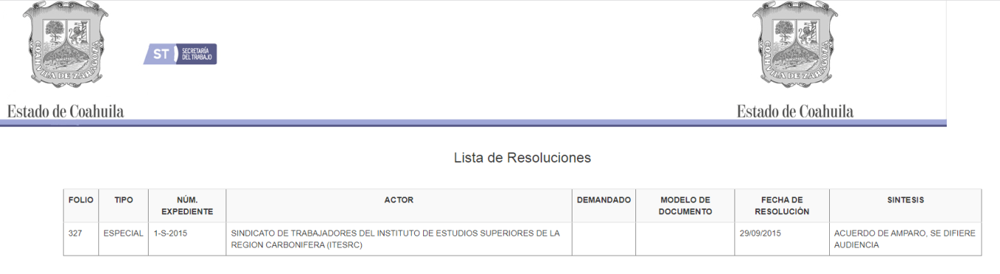 COAHUILA DE ZARAGOZA
COAHUILA DE ZARAGOZA
ST SECRETARÍA
DEL TRABAJO
Estado de Coahuila
Estado de Coahuila
Lista de Resoluciones
FOLIO TIPO NÚM. EXPEDIENTE ACTOR DEMANDADO MODELO DE DOCUMENTO FECHA DE RESOLUCIÓN SINTESIS
327 ESPECIAL 1-S-2015 SINDICATO DE TRABAJADORES DEL INSTITUTO DE ESTUDIOS SUPERIORES DE LA REGION CARBONIFERA (ITESRC) 29/09/2015 ACUERDO DE AMPARO, SE DIFIERE AUDIENCIA